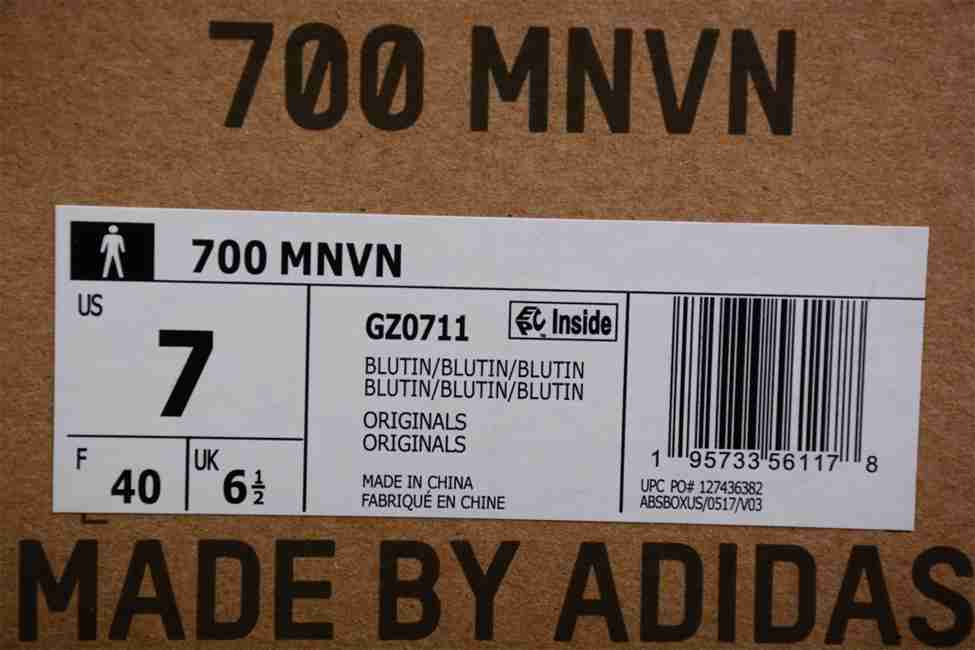 700 MNVN
700 MNVN
US
7
F
40
UK
6½
GZ0711
Inside
BLUTIN/BLUTIN/BLUTIN
BLUTIN/BLUTIN/BLUTIN
ORIGINALS
ORIGINALS
MADE IN CHINA
FABRIQUÉ EN CHINE
1 95733 56117 8
UPC PO# 127436382
ABSBOXUS/0517/V03
MADE BY ADIDAS